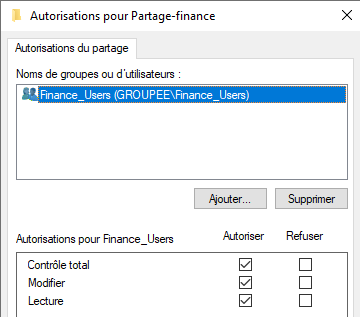 Autorisations pour Partage-finance
Autorisations du partage
Noms de groupes ou d'utilisateurs :
Finance_Users (GROUPEE\Finance_Users)
Ajouter...
Supprimer
Autorisations pour Finance_Users
Autoriser
Refuser
Contrôle total
Modifier
Lecture